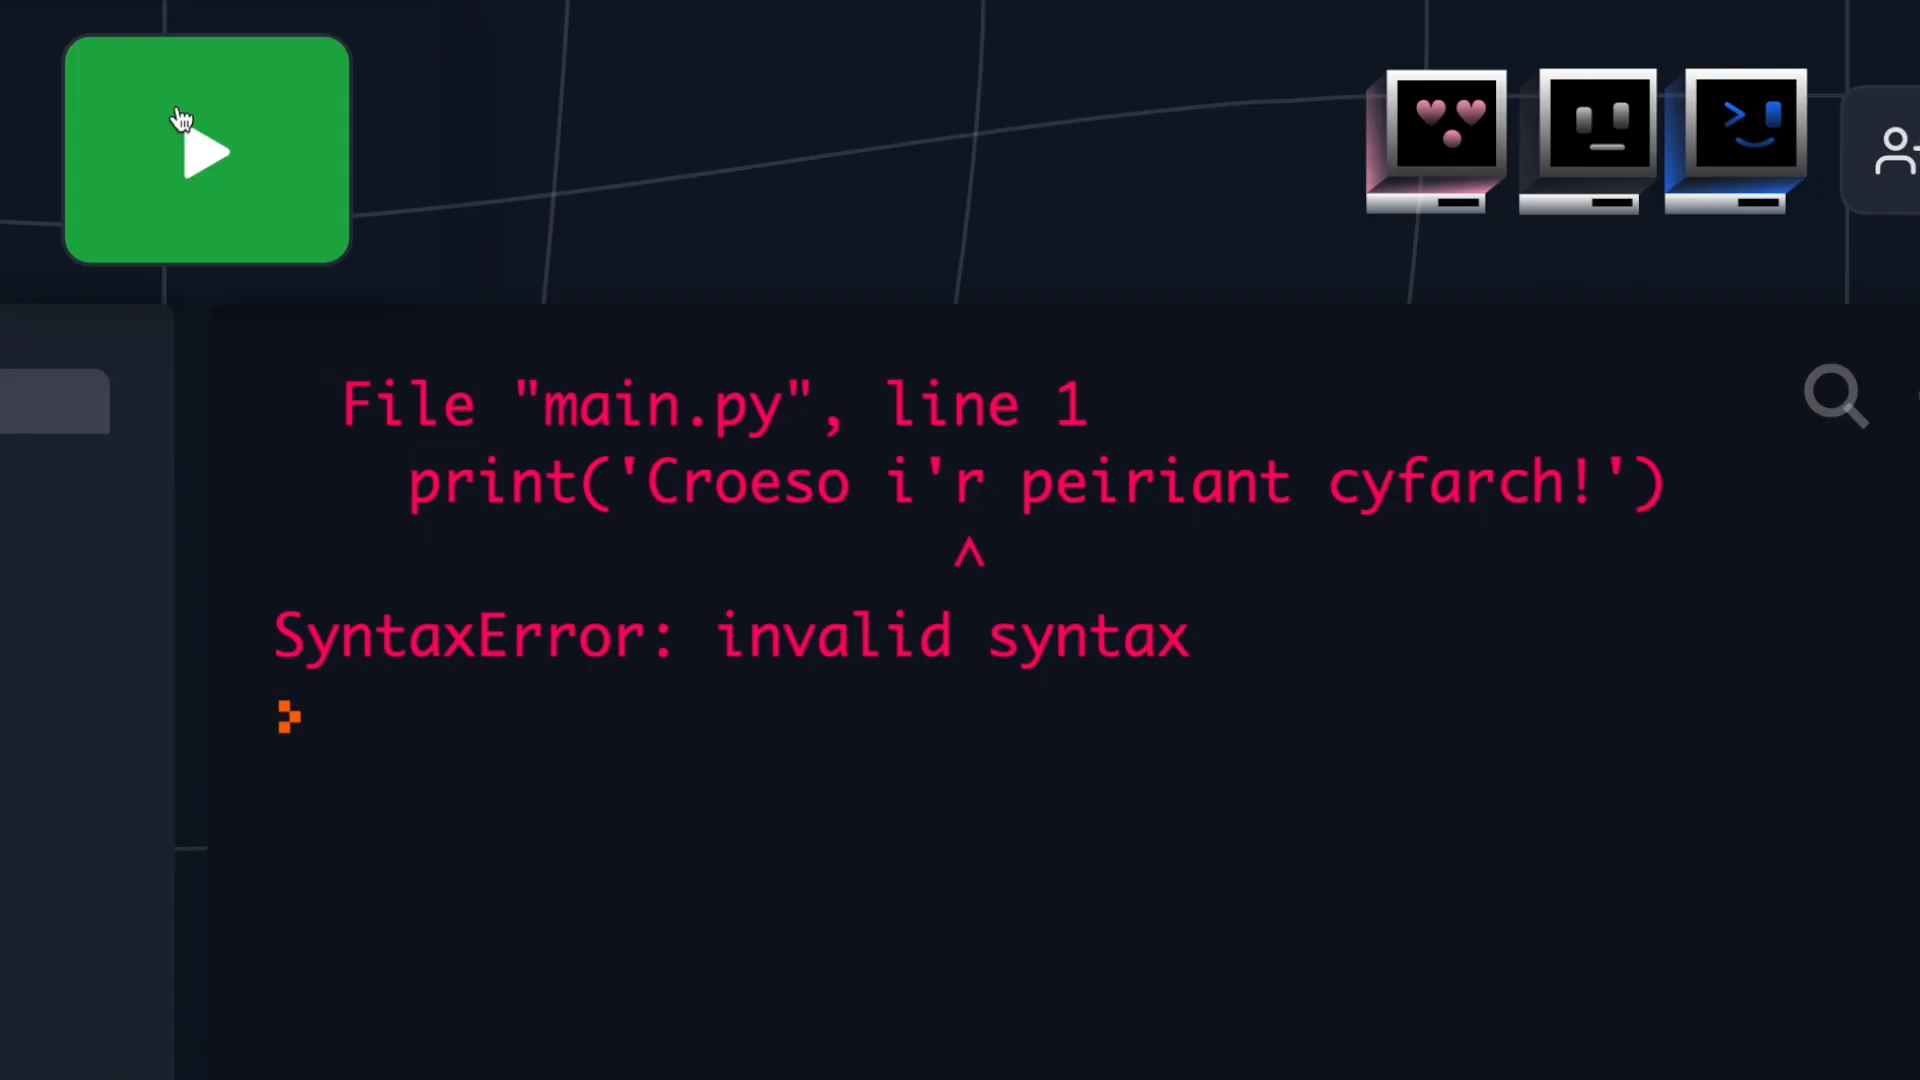 File "main.py", line 1
print('Croeso i'r peiriant cyfarch!')
^
SyntaxError: invalid syntax